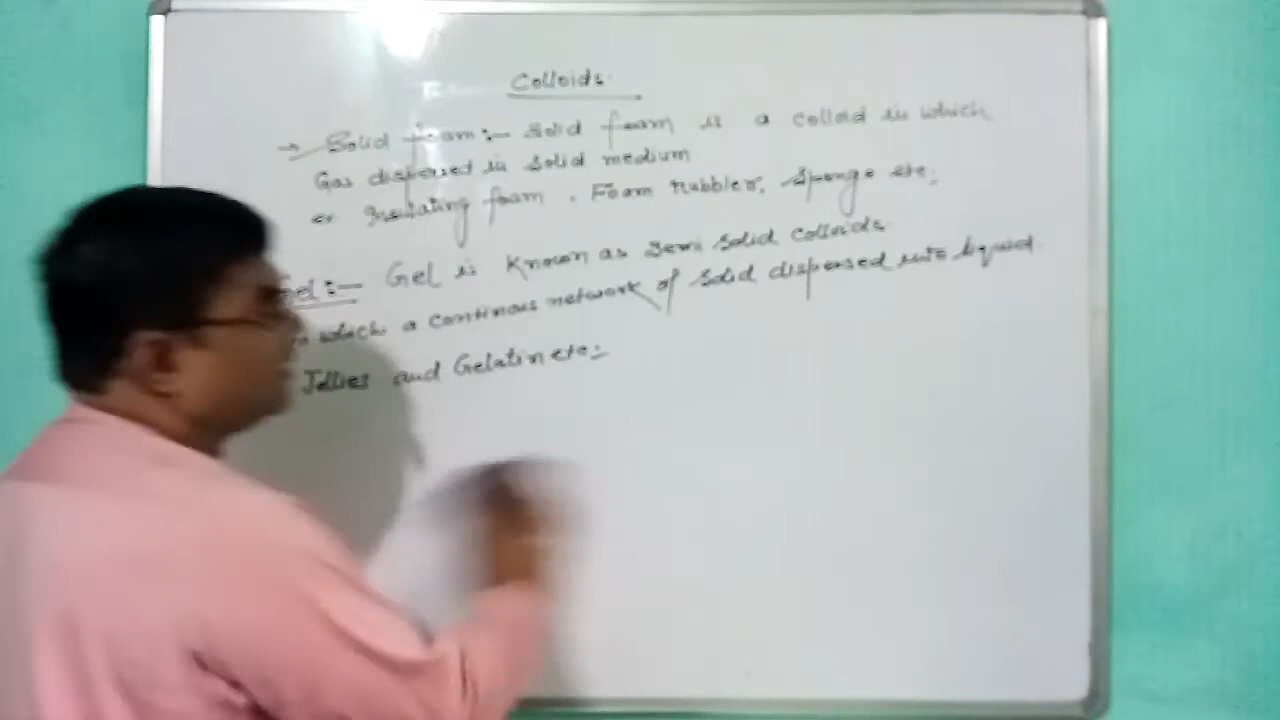 Colloids
→ Solid foam :- Solid foam is a colloid in which
Gas dispersed in solid medium
ex Insulating foam, Foam rubber, Sponge etc.
Gel :- Gel is Known as semi solid colloids
which a continous network of solid dispersed into liquid
Jellies and Gelatin etc.